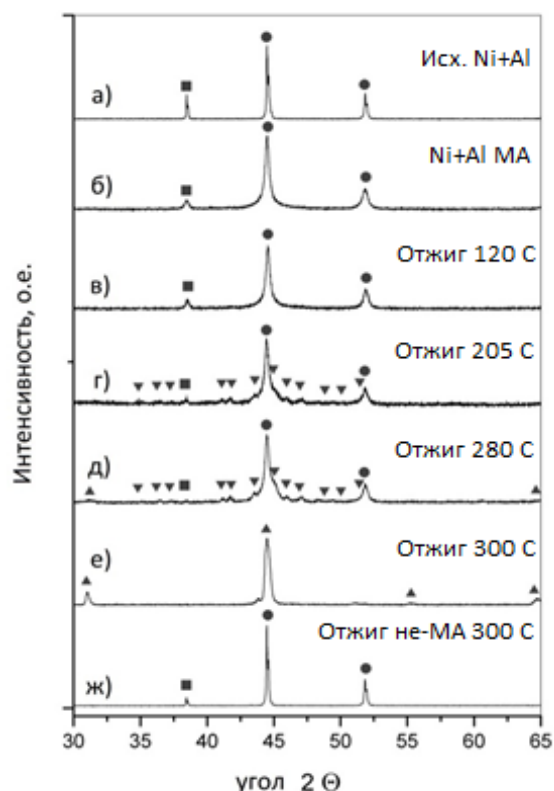 Исх. Ni+Al
а)
Ni+Al MA
б)
Отжиг 120 С
в)
Отжиг 205 С
г)
Отжиг 280 С
д)
Отжиг 300 С
е)
Отжиг не-МА 300 С
ж)
Интенсивность, о.е.
30 35 40 45 50 55 60 65
угол 2 Θ